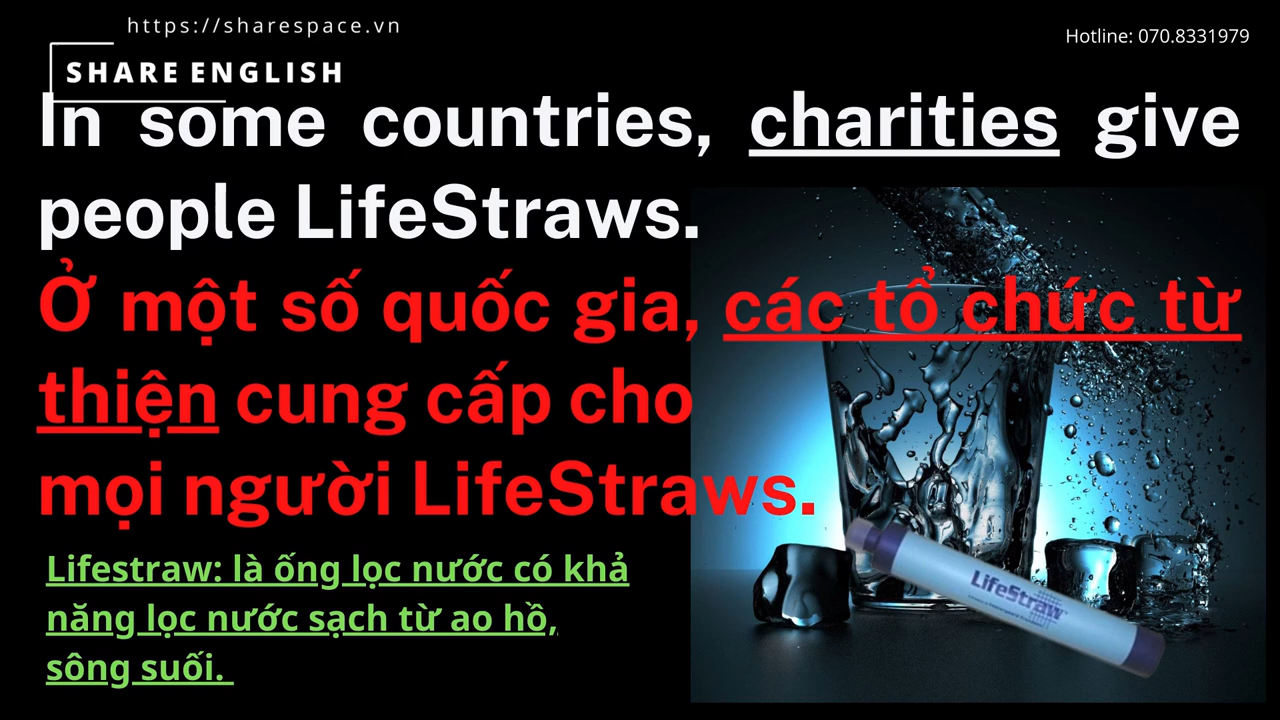 https://sharespace.vn
SHARE ENGLISH
Hotline: 070.8331979
In some countries, charities give
people LifeStraws.
Ở một số quốc gia, các tổ chức từ
thiện cung cấp cho
mọi người LifeStraws.
Lifestraw: là ống lọc nước có khả
năng lọc nước sạch từ ao hồ,
sông suối.
LifeStraw